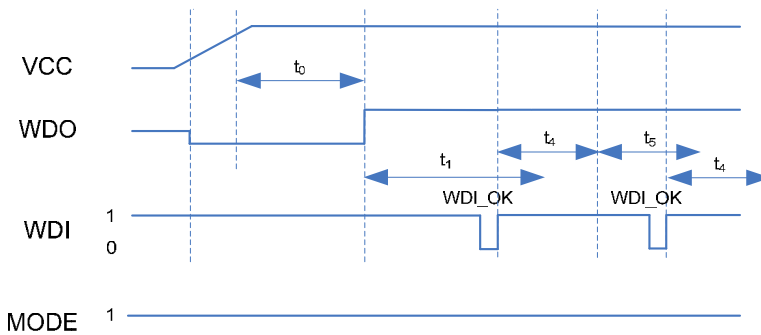 VCC
t₀
WDO
t₄
t₅
t₁
t₄
WDI_OK
WDI_OK
WDI
1
0
MODE
1